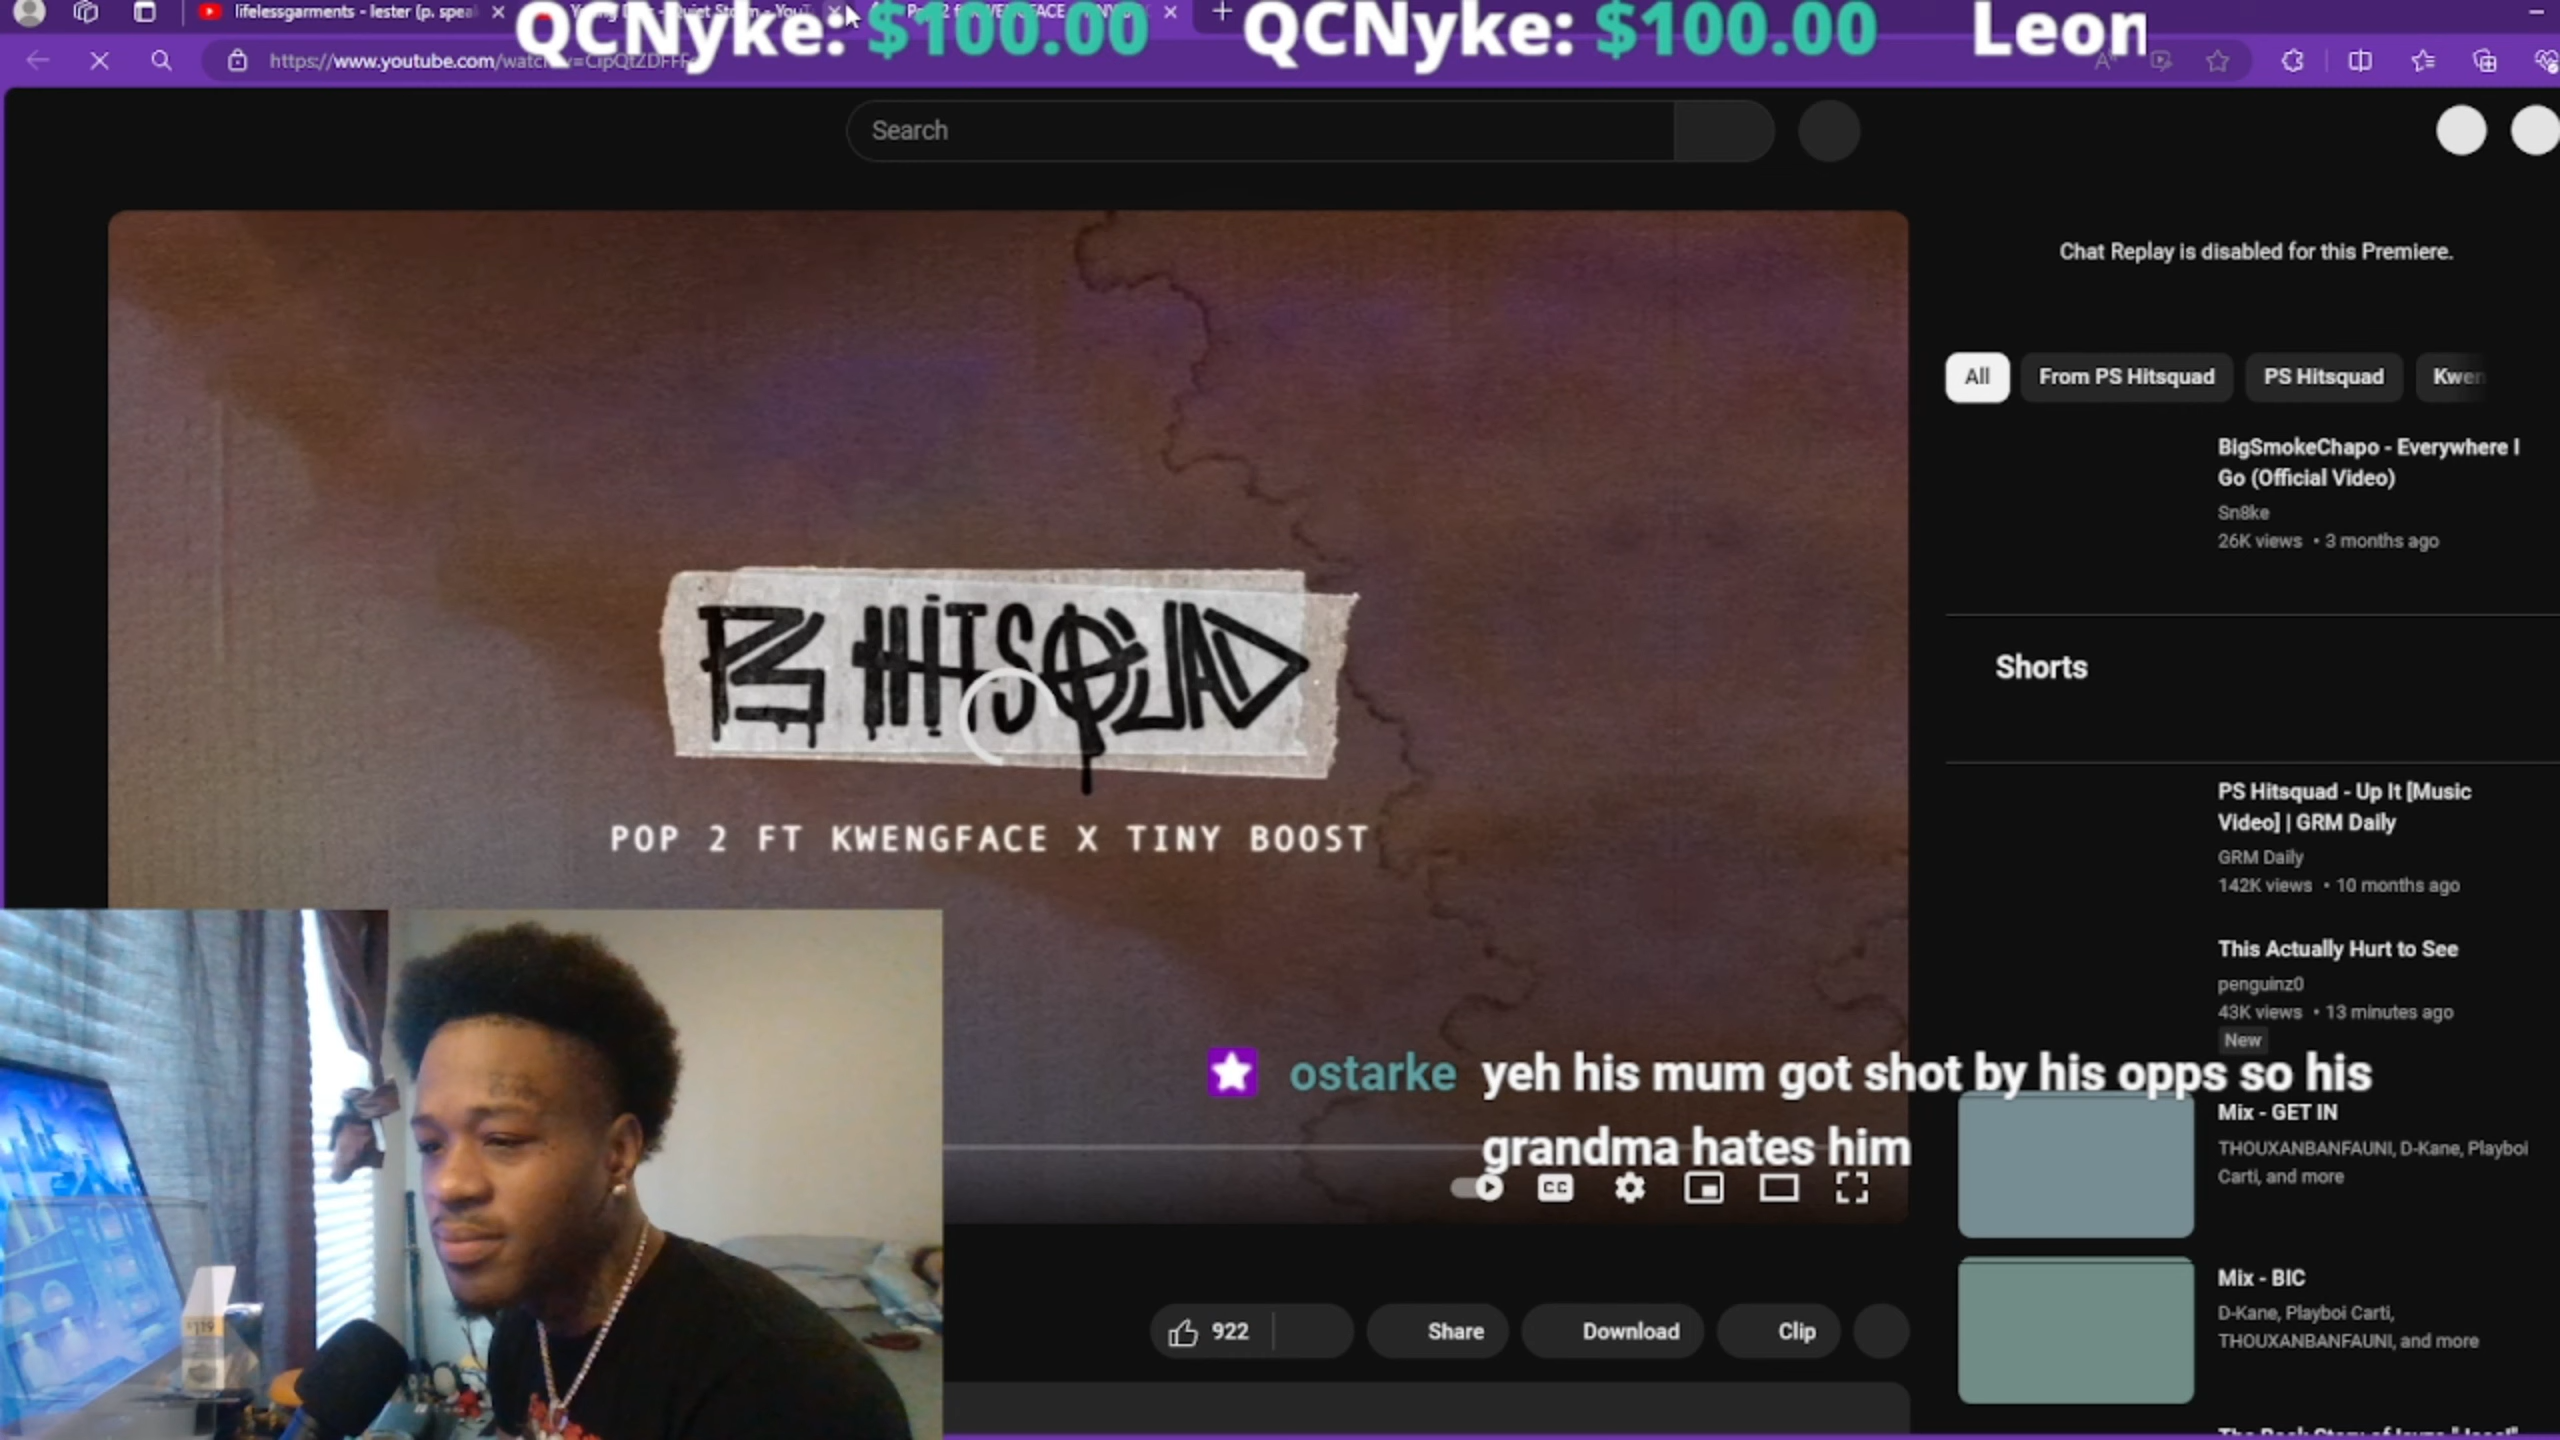 lifelessgarments - lester (p. spea
QCNyke: $100.00 QCNyke: $100.00 Leon
https://www.youtube.com/watch
Search
Chat Replay is disabled for this Premiere.
All From PS Hitsquad PS Hitsquad Kwen
BigSmokeChapo - Everywhere I
Go (Official Video)
Sn8ke
26K views • 3 months ago
Shorts
PS HITSQUAD
POP 2 FT KWENGFACE X TINY BOOST
PS Hitsquad - Up It [Music
Video] | GRM Daily
GRM Daily
142K views • 10 months ago
This Actually Hurt to See
penguinz0
43K views • 13 minutes ago
New
ostarke yeh his mum got shot by his opps so his
grandma hates him
CC
Mix - GET IN
THOUXANBANFAUNI, D-Kane, Playboi
Carti, and more
Mix - BIC
D-Kane, Playboi Carti,
THOUXANBANFAUNI, and more
922 Share Download Clip